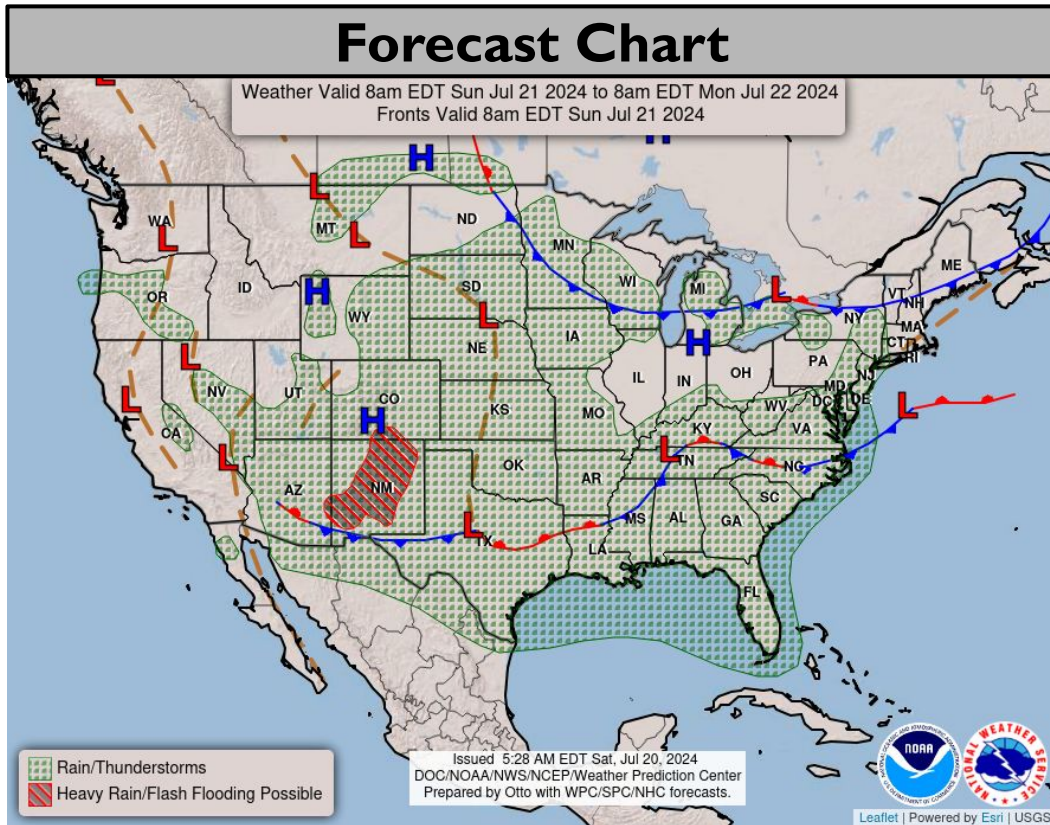 Forecast Chart
Weather Valid 8am EDT Sun Jul 21 2024 to 8am EDT Mon Jul 22 2024
Fronts Valid 8am EDT Sun Jul 21 2024
L
H
H
L
WA
MT
ND
MN
ME
L
L
OR
ID
H
WY
SD
L
WI
MI
L
VT
NH
NY
MA
CT
RI
L
NV
UT
NE
IA
H
PA
NJ
L
CO
H
IL
IN
OH
MD
DE
DC
L
CA
KS
MO
WV
VA
KY
L
L
TN
NC
AZ
NM
OK
AR
SC
L
TX
MS
AL
GA
LA
FL
Rain/Thunderstorms
Heavy Rain/Flash Flooding Possible
Issued 5:28 AM EDT Sat, Jul 20, 2024
DOC/NOAA/NWS/NCEP/Weather Prediction Center
Prepared by Otto with WPC/SPC/NHC forecasts.
NOAA
NATIONAL WEATHER SERVICE
Leaflet | Powered by Esri | USGS